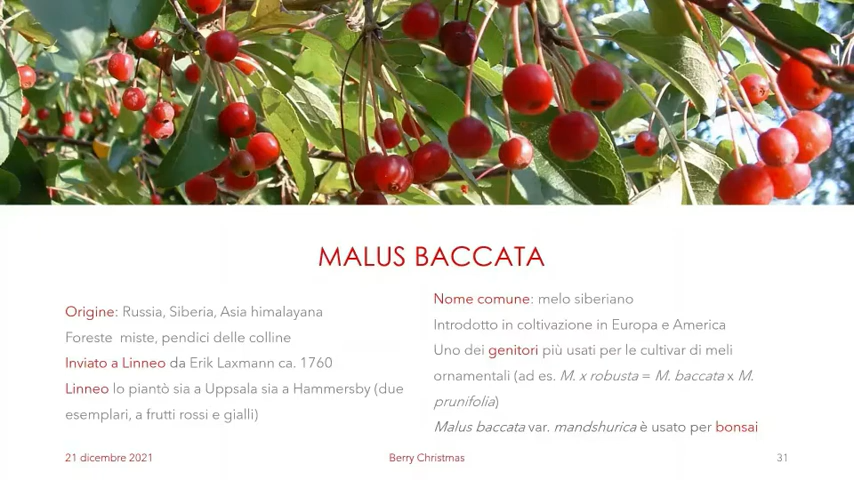 MALUS BACCATA
Origine: Russia, Siberia, Asia himalayana
Foreste miste, pendici delle colline
Inviato a Linneo da Erik Laxmann ca. 1760
Linneo lo piantò sia a Uppsala sia a Hammersby (due
esemplari, a frutti rossi e gialli)
Nome comune: melo siberiano
Introdotto in coltivazione in Europa e America
Uno dei genitori più usati per le cultivar di meli
ornamentali (ad es. M. x robusta = M. baccata x M.
prunifolia)
Malus baccata var. mandshurica è usato per bonsai
21 dicembre 2021
Berry Christmas
31